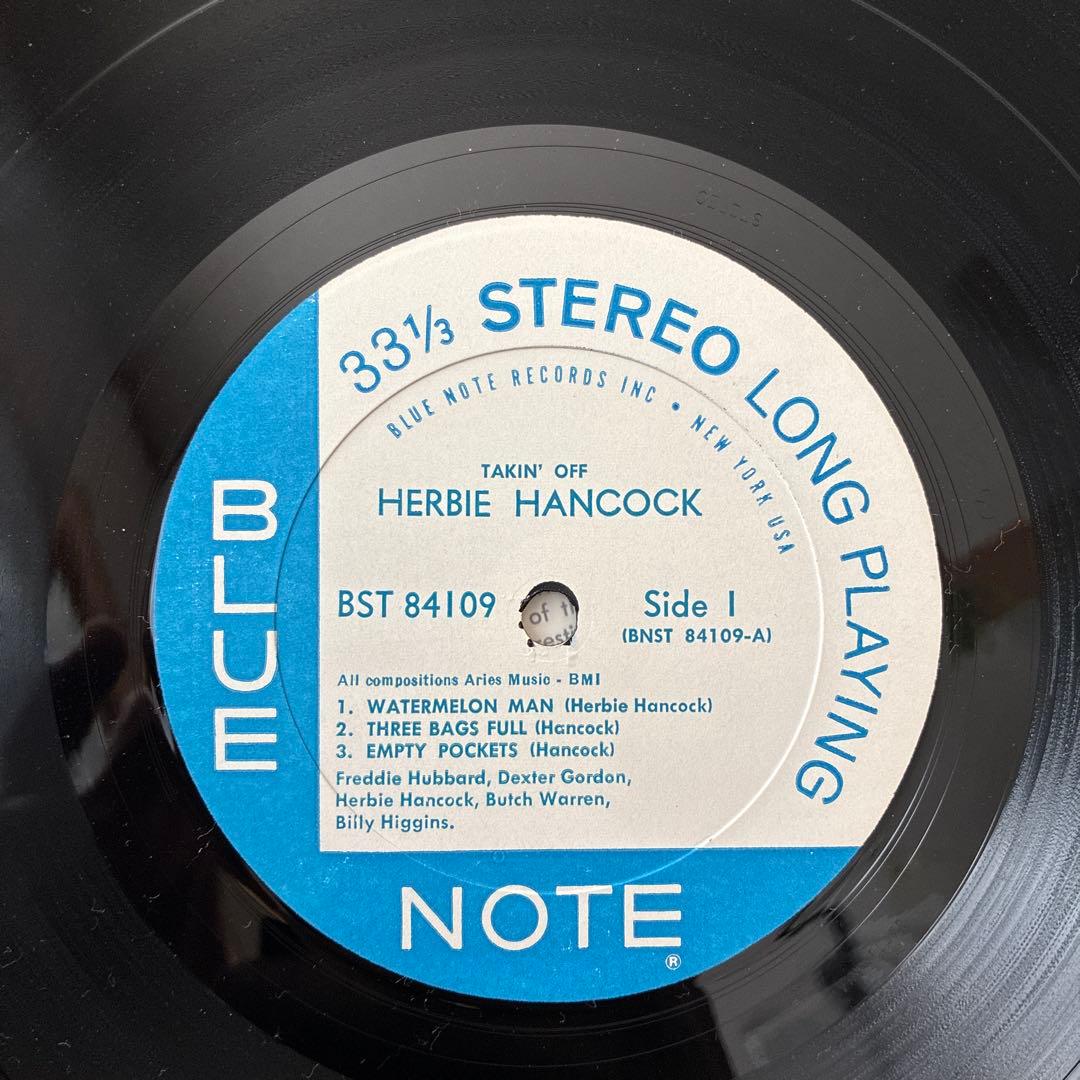 33⅓ STEREO LONG PLAYING
BLUE NOTE RECORDS INC • NEW YORK USA
TAKIN' OFF
HERBIE HANCOCK
BST 84109
Side 1
(BNST 84109-A)
of th
All compositions Aries Music - BMI
1. WATERMELON MAN (Herbie Hancock)
2. THREE BAGS FULL (Hancock)
3. EMPTY POCKETS (Hancock)
Freddie Hubbard, Dexter Gordon,
Herbie Hancock, Butch Warren,
Billy Higgins.
BLUE
NOTE
®